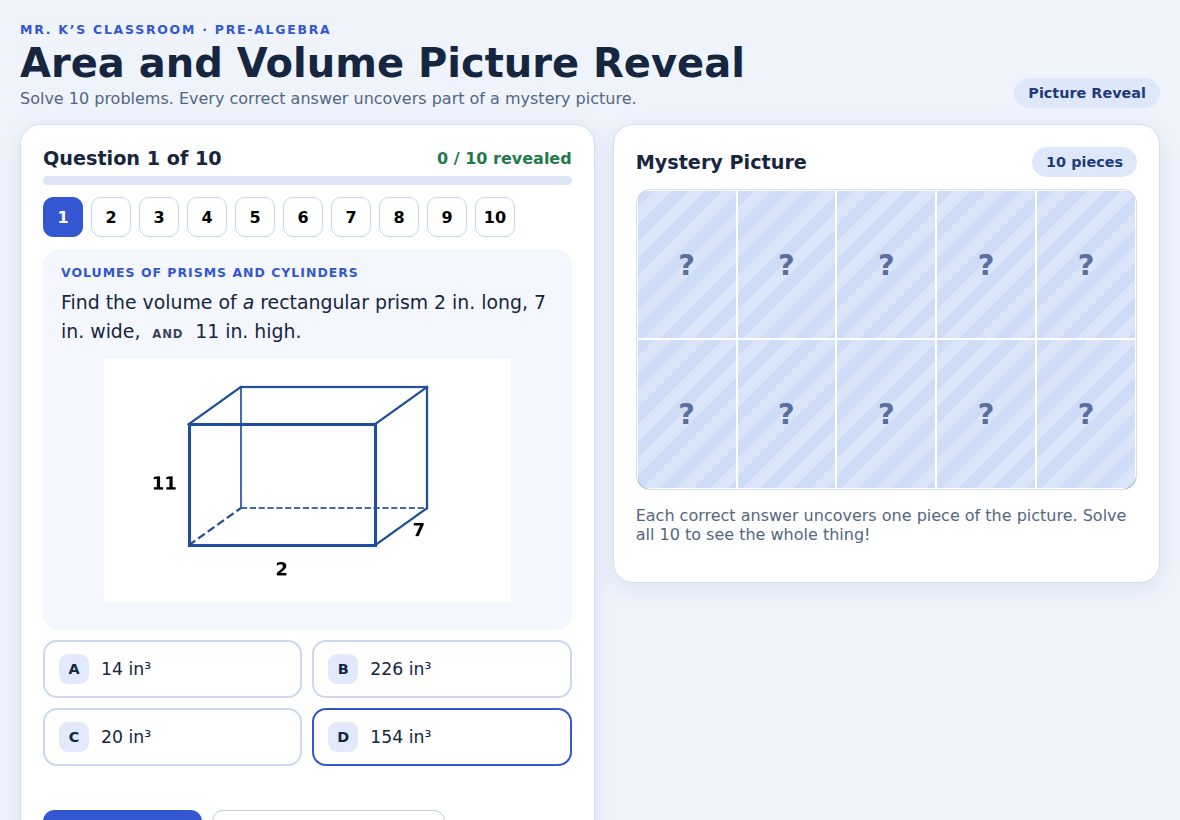 MR. K’S CLASSROOM · PRE-ALGEBRA
Area and Volume Picture Reveal
Solve 10 problems. Every correct answer uncovers part of a mystery picture.
Picture Reveal
Question 1 of 10
0 / 10 revealed
1 2 3 4 5 6 7 8 9 10
VOLUMES OF PRISMS AND CYLINDERS
Find the volume of a rectangular prism 2 in. long, 7
in. wide, AND 11 in. high.
11
7
2
A 14 in³
B 226 in³
C 20 in³
D 154 in³
Mystery Picture
10 pieces
? ? ? ? ?
? ? ? ? ?
Each correct answer uncovers one piece of the picture. Solve
all 10 to see the whole thing!